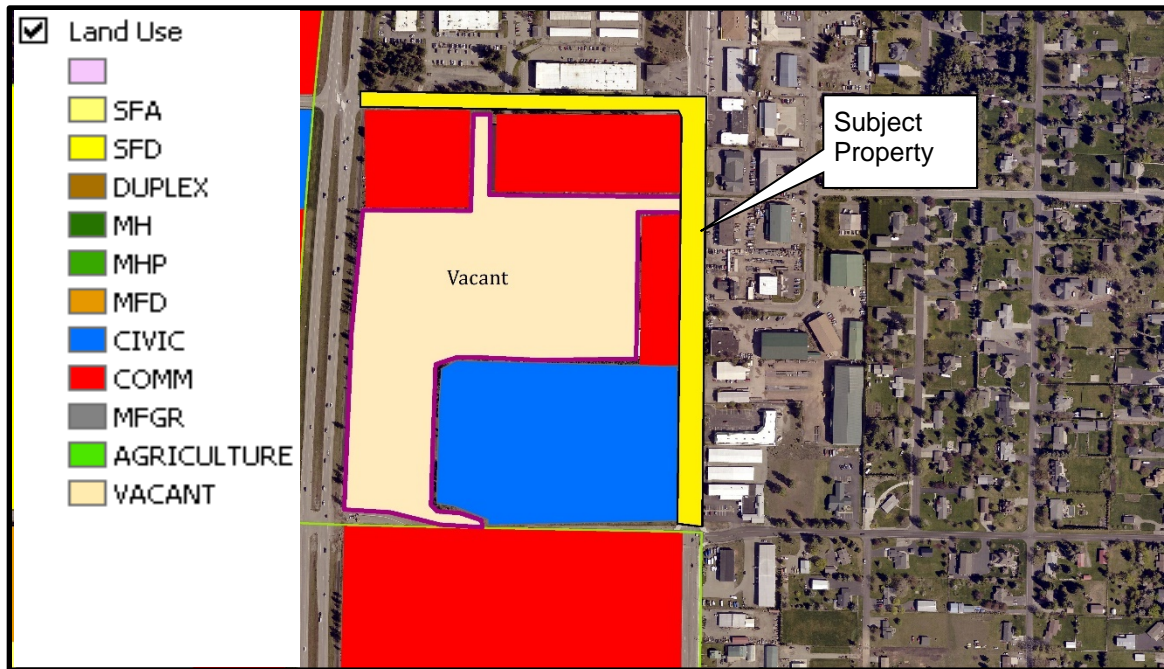 Land Use
SFA
SFD
DUPLEX
MH
MHP
MFD
CIVIC
COMM
MFGR
AGRICULTURE
VACANT
Vacant
Subject
Property